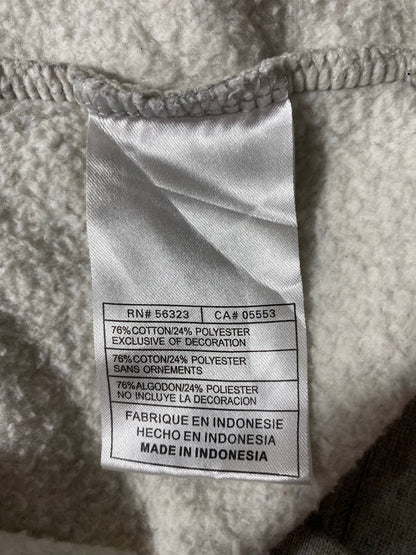 RN# 56323 CA# 05553
76% COTTON/24% POLYESTER
EXCLUSIVE OF DECORATION
76% COTON/24% POLYESTER
SANS ORNEMENTS
76% ALGODON/24% POLIESTER
NO INCLUYE LA DECORACION
FABRIQUE EN INDONESIE
HECHO EN INDONESIA
MADE IN INDONESIA